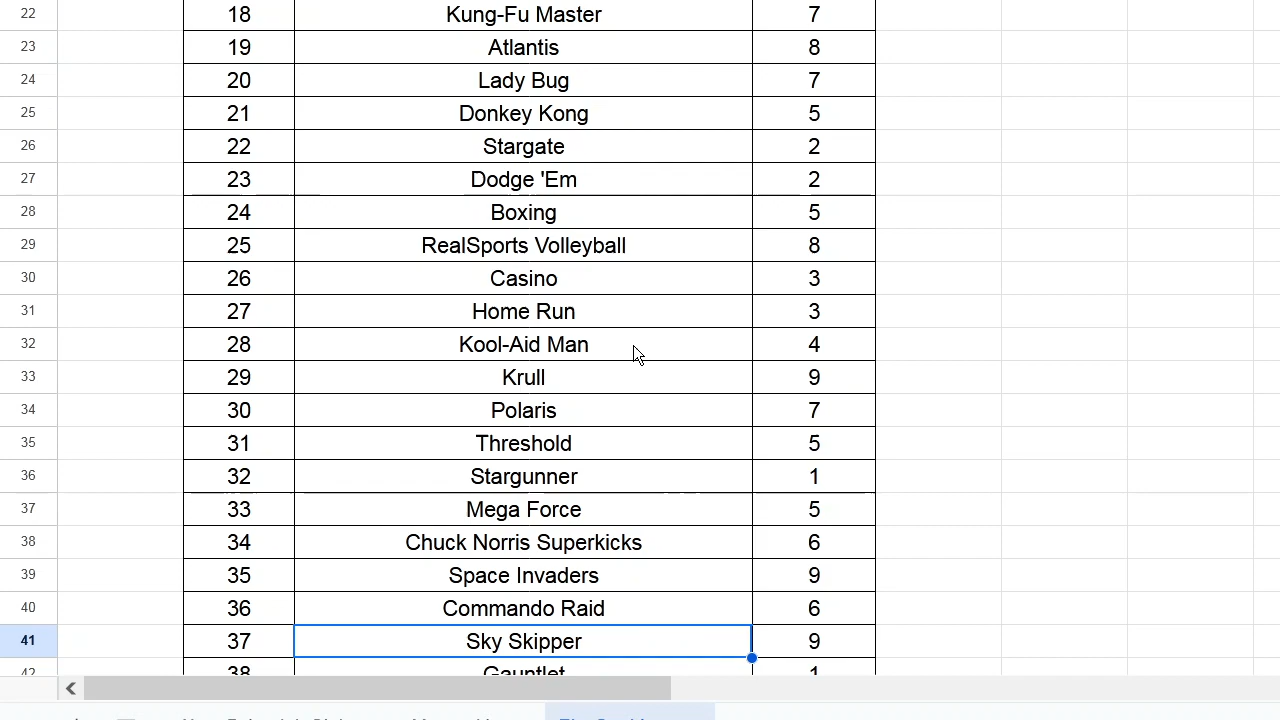 22 18 Kung-Fu Master 7
23 19 Atlantis 8
24 20 Lady Bug 7
25 21 Donkey Kong 5
26 22 Stargate 2
27 23 Dodge 'Em 2
28 24 Boxing 5
29 25 RealSports Volleyball 8
30 26 Casino 3
31 27 Home Run 3
32 28 Kool-Aid Man 4
33 29 Krull 9
34 30 Polaris 7
35 31 Threshold 5
36 32 Stargunner 1
37 33 Mega Force 5
38 34 Chuck Norris Superkicks 6
39 35 Space Invaders 9
40 36 Commando Raid 6
41 37 Sky Skipper 9
42 38 Gauntlet 1